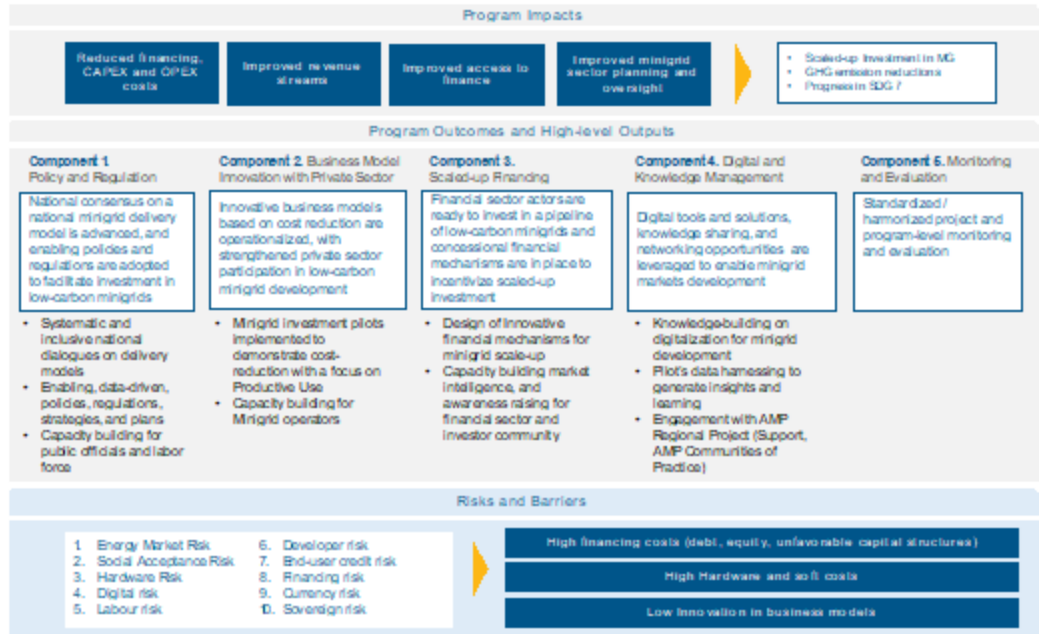 Program Impacts
Reduced financing,
CAPEX and OPEX
costs
Improved revenue
streams
Improved access to
finance
Improved minigrid
sector planning and
oversight
• Scaled-up Investment in MG
• GHG emission reductions
• Progress in SDG 7
Program Outcomes and High-level Outputs
Component 1.
Policy and Regulation
National consensus on a
national minigrid delivery
model is advanced, and
enabling policies and
regulations are adopted
to facilitate investment in
low-carbon minigrids
• Systematic and
inclusive national
dialogues on delivery
models
• Enabling, data-driven,
policies, regulations,
strategies, and plans
• Capacity building for
public officials and labor
force
Component 2. Business Model
Innovation with Private Sector
Innovative business models
based on cost reduction are
operationalized, with
strengthened private sector
participation in low-carbon
minigrid development
• Minigrid investment pilots
implemented to
demonstrate cost-
reduction with a focus on
Productive Use
• Capacity building for
Minigrid operators
Component 3.
Scaled-up Financing
Financial sector actors are
ready to invest in a pipeline
of low-carbon minigrids and
concessional financial
mechanisms are in place to
incentivize scaled-up
investment
• Design of Innovative
financial mechanisms for
minigrid scale-up
• Capacity building market
intelligence, and
awareness raising for
financial sector and
investor community
Component 4. Digital and
Knowledge Management
Digital tools and solutions,
knowledge sharing, and
networking opportunities are
leveraged to enable minigrid
markets development
• Knowledge-building on
digitalization for minigrid
development
• Pilot's data harnessing to
generate insights and
learning
• Engagement with AMP
Regional Project (Support,
AMP Communities of
Practice)
Component 5. Monitoring
and Evaluation
Standardized /
harmonized project and
program-level monitoring
and evaluation
Risks and Barriers
1. Energy Market Risk
2. Social Acceptance Risk
3. Hardware Risk
4. Digital risk
5. Labour risk
6. Developer risk
7. End-user credit risk
8. Financing risk
9. Currency risk
10. Sovereign risk
High financing costs (debt, equity, unfavorable capital structures)
High Hardware and soft costs
Low Innovation in business models